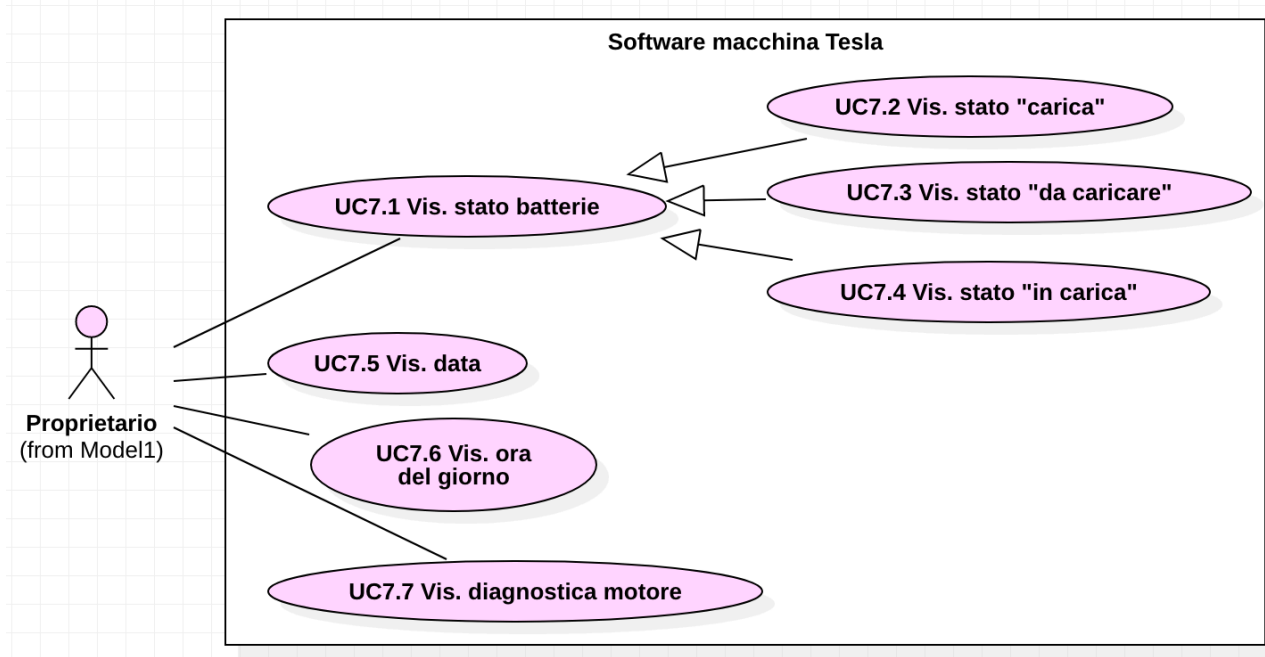 Software macchina Tesla
UC7.2 Vis. stato "carica"
UC7.3 Vis. stato "da caricare"
UC7.1 Vis. stato batterie
UC7.4 Vis. stato "in carica"
UC7.5 Vis. data
Proprietario
(from Model1)
UC7.6 Vis. ora
del giorno
UC7.7 Vis. diagnostica motore